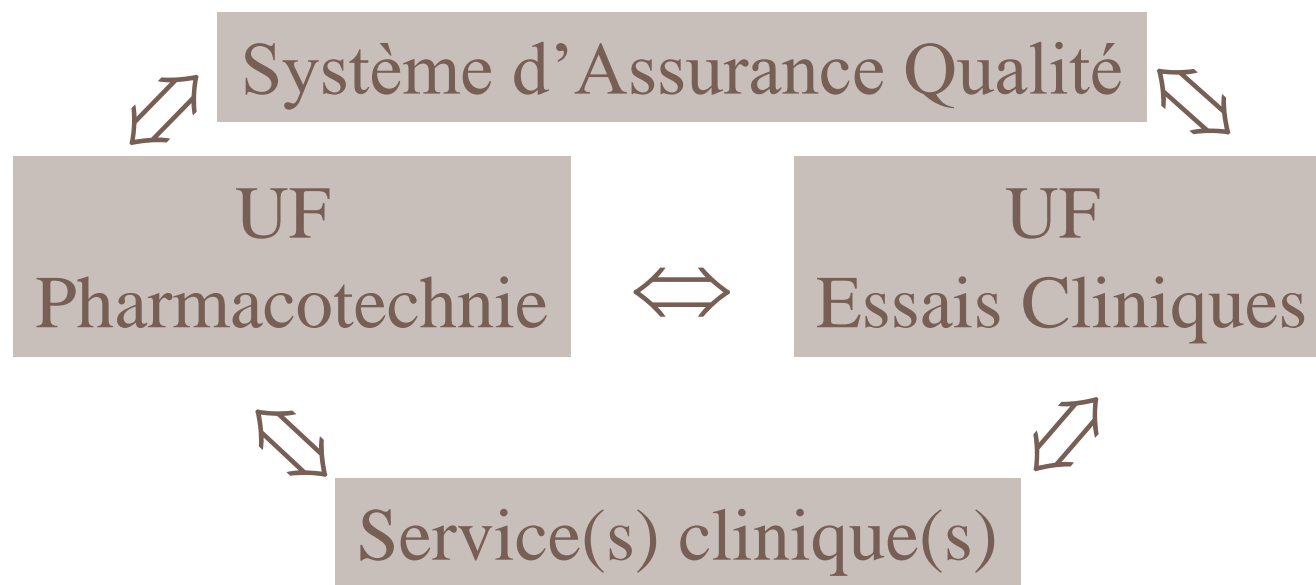 Système d’Assurance Qualité
UF
Pharmacotechnie
UF
Essais Cliniques
Service(s) clinique(s)